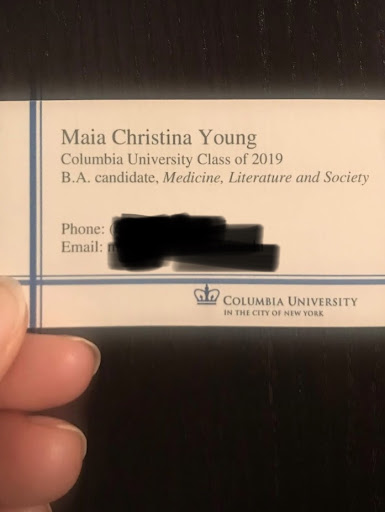 Maia Christina Young
Columbia University Class of 2019
B.A. candidate, Medicine, Literature and Society
Phone:
Email:
COLUMBIA UNIVERSITY
IN THE CITY OF NEW YORK